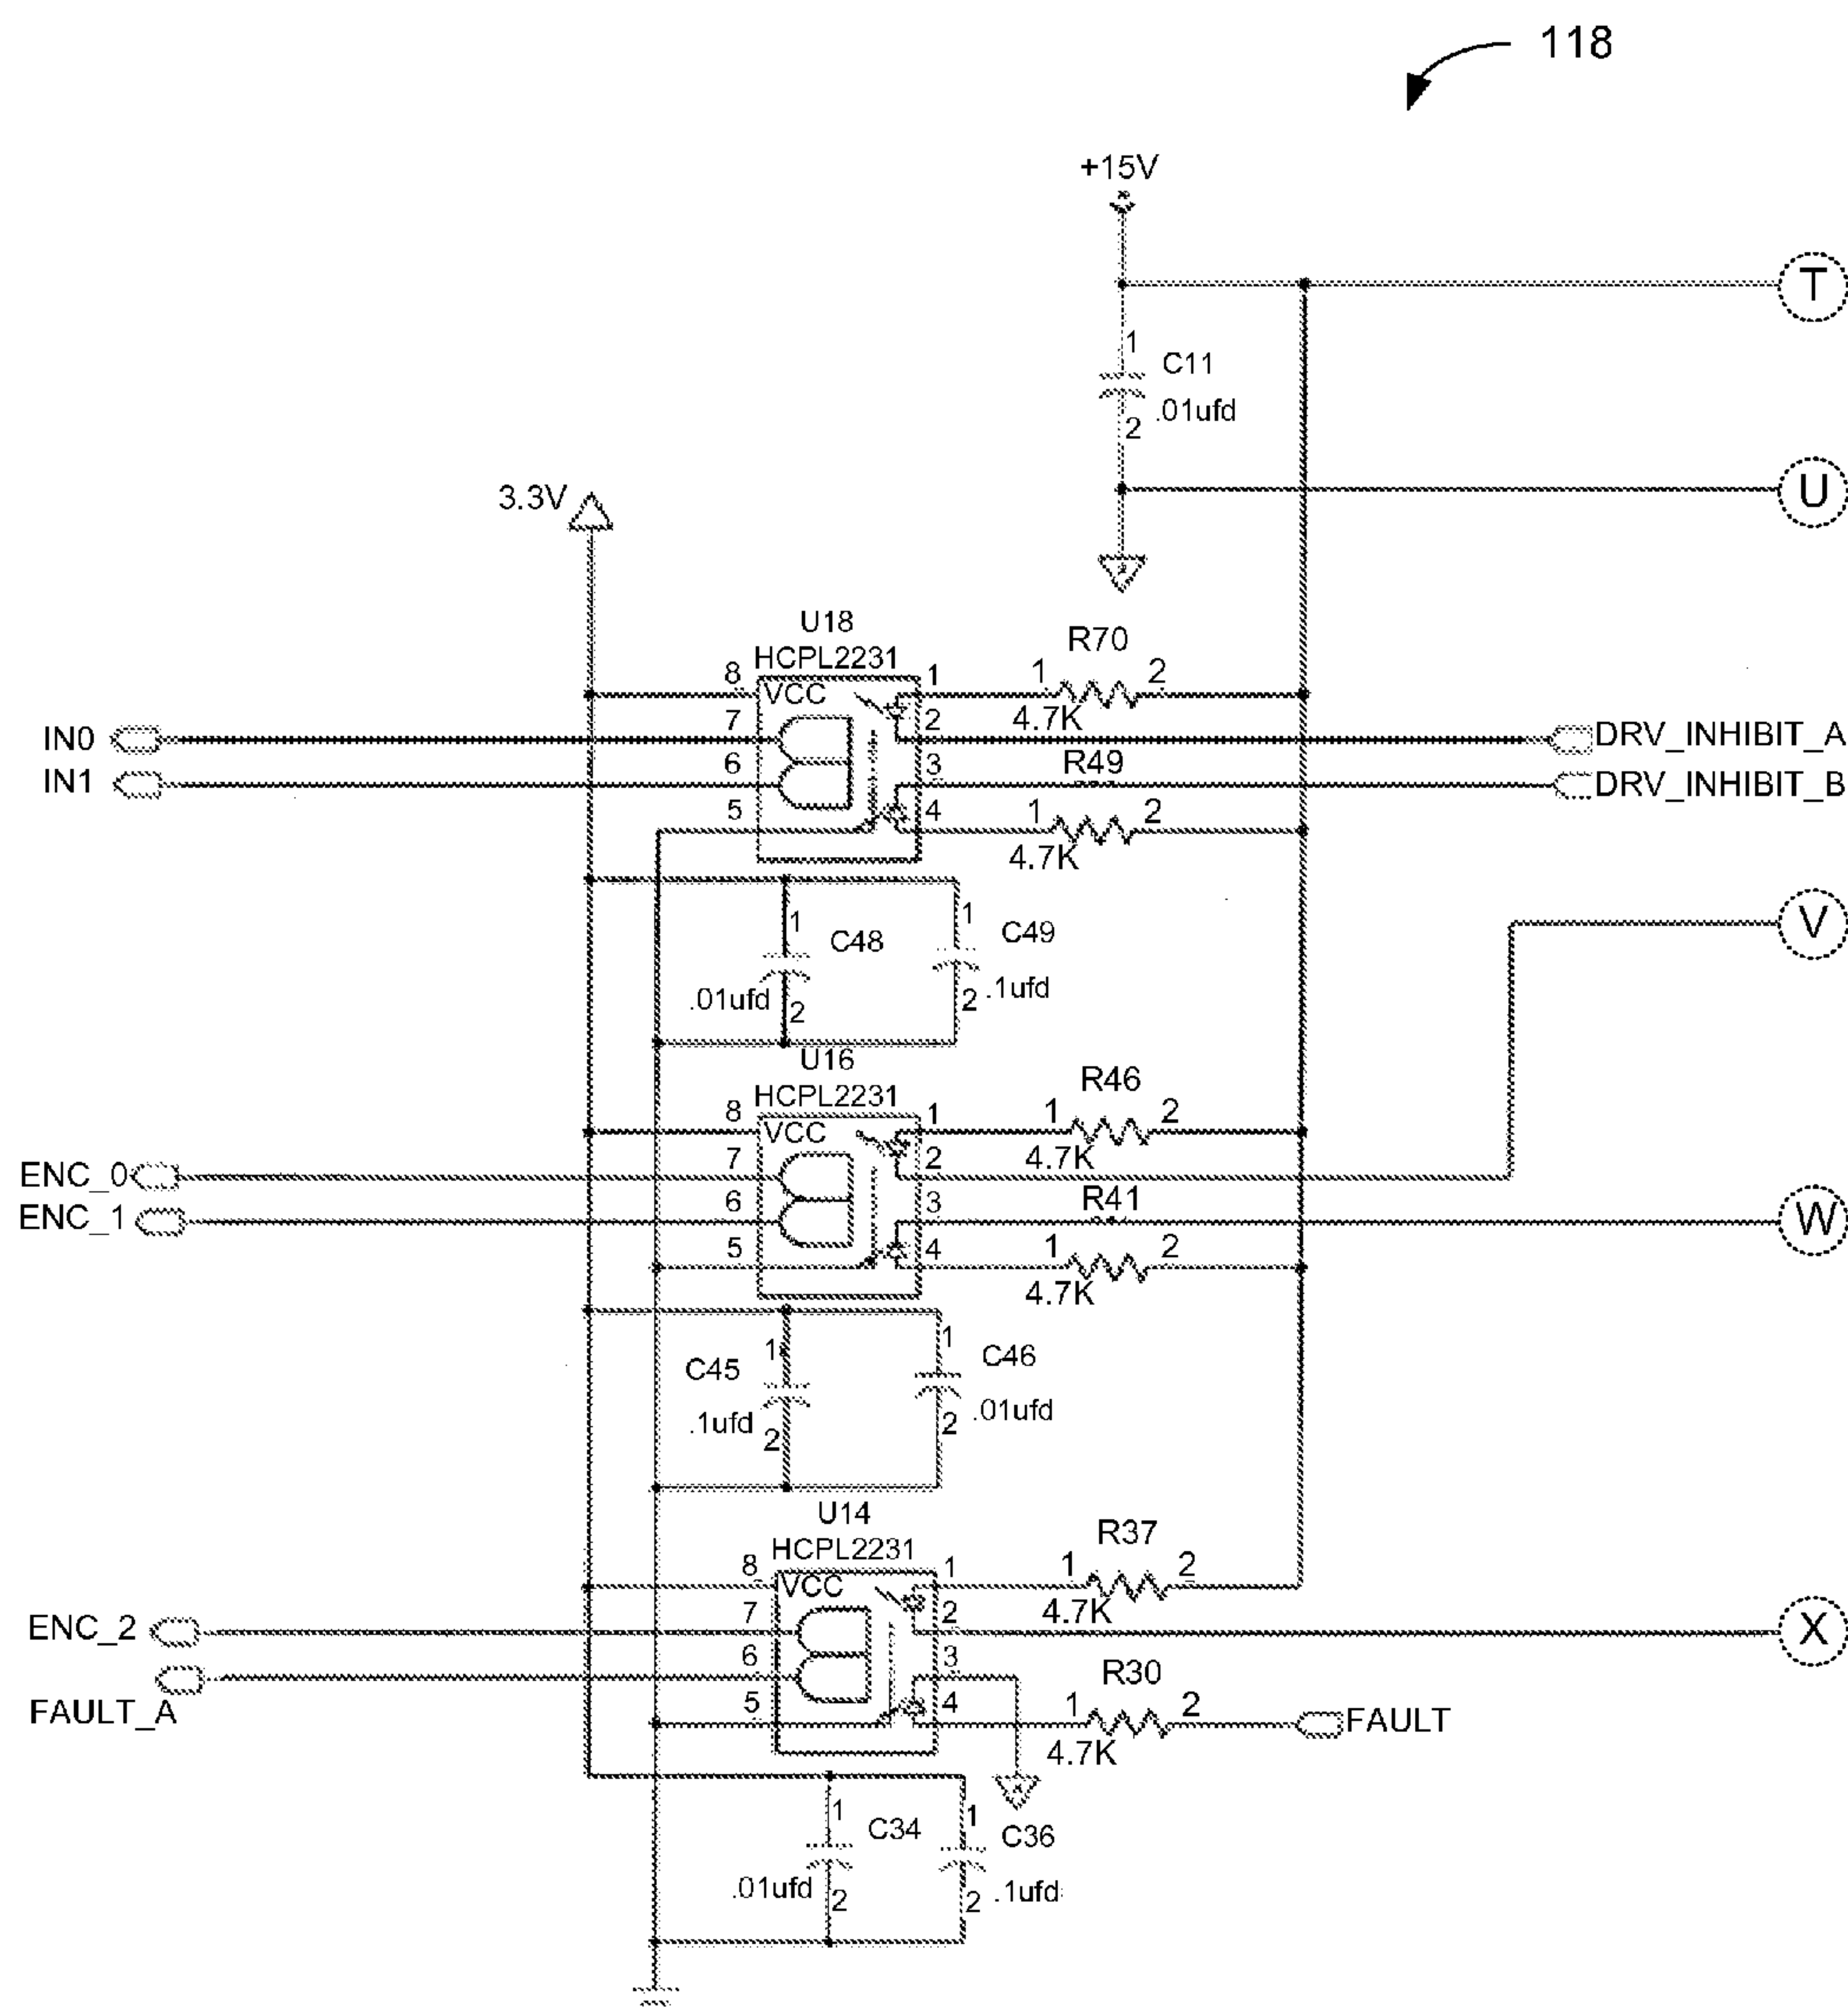 118
+15V
T
1
C11
.01ufd
2
3.3V
U
U18
HCPL2231
R70
8
VCC
1
1
2
4.7K
IN0
7
2
DRV_INHIBIT_A
IN1
6
3
R49
DRV_INHIBIT_B
5
4
1
2
4.7K
V
1
C48
.01ufd
2
1
C49
.1ufd
2
U16
HCPL2231
R46
8
VCC
1
1
2
4.7K
ENC_0
7
2
ENC_1
6
3
R41
W
5
4
1
2
4.7K
C45
1
.1ufd
2
1
C46
.01ufd
2
U14
HCPL2231
R37
8
VCC
1
1
2
4.7K
ENC_2
7
2
X
6
3
R30
FAULT_A
5
4
1
2
4.7K
FAULT
1
C34
.01ufd
2
1
C36
.1ufd
2